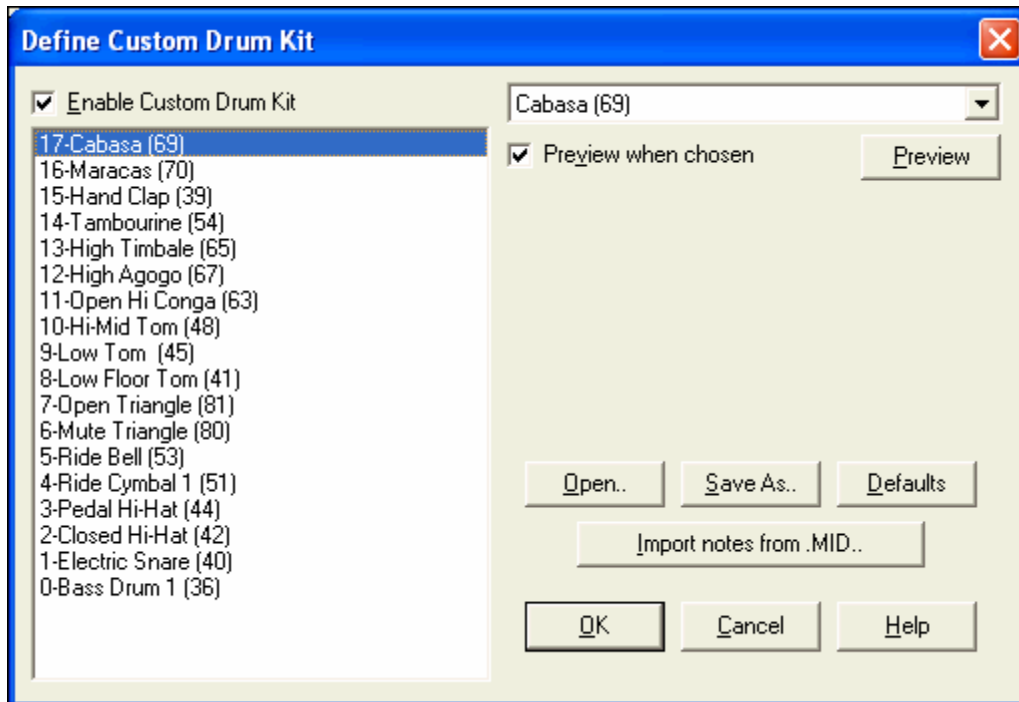 Define Custom Drum Kit
Enable Custom Drum Kit
17-Cabasa (69)
16-Maracas (70)
15-Hand Clap (39)
14-Tambourine (54)
13-High Timbale (65)
12-High Agogo (67)
11-Open Hi Conga (63)
10-Hi-Mid Tom (48)
9-Low Tom  (45)
8-Low Floor Tom (41)
7-Open Triangle (81)
6-Mute Triangle (80)
5-Ride Bell (53)
4-Ride Cymbal 1 (51)
3-Pedal Hi-Hat (44)
2-Closed Hi-Hat (42)
1-Electric Snare (40)
0-Bass Drum 1 (36)
Cabasa (69)
Preview when chosen
Preview
Open..
Save As..
Defaults
Import notes from .MID..
OK
Cancel
Help